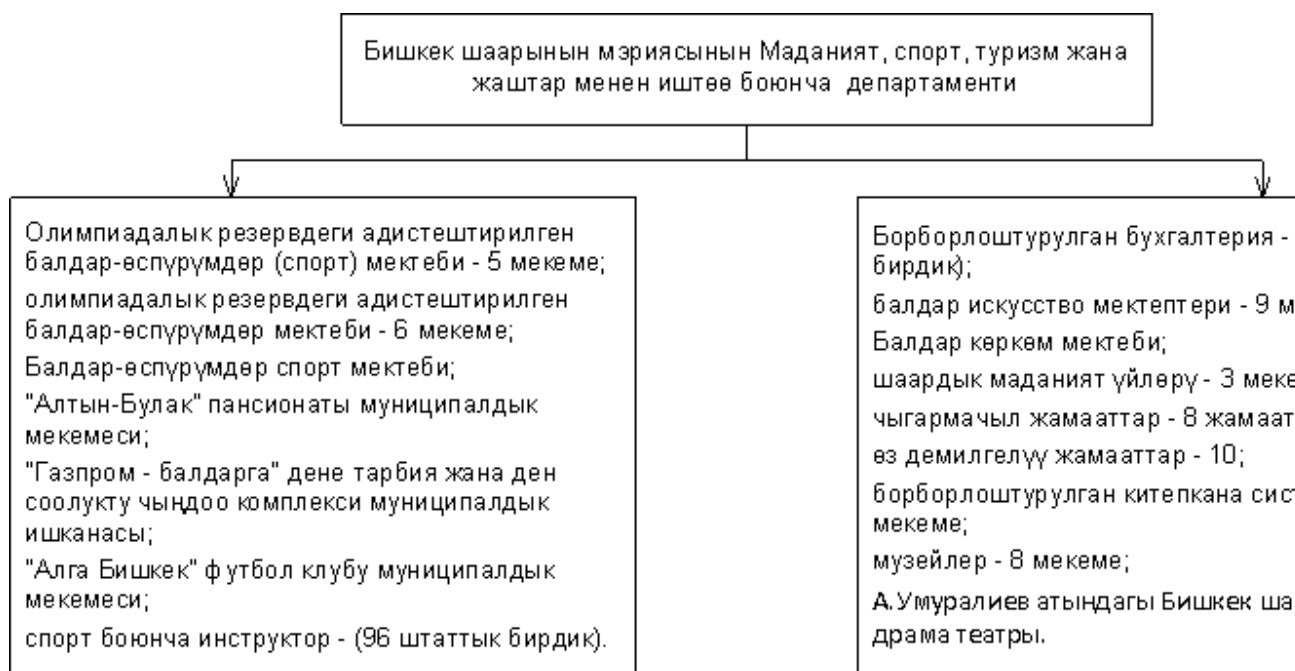 Бишкек шаарынын мэриясынын Маданият, спорт, туризм жана
жаштар менен иштөө боюнча департаменти
Олимпиадалык резервдеги адистештирилген
балдар-өспүрүмдөр (спорт) мектеби - 5 мекеме;
олимпиадалык резервдеги адистештирилген
балдар-өспүрүмдөр мектеби - 6 мекеме;
Балдар-өспүрүмдөр спорт мектеби;
"Алтын-Булак" пансионаты муниципалдык
мекемеси;
"Газпром - балдарга" дене тарбия жана ден
соолукту чыңдоо комплекси муниципалдык
ишканасы;
"Алга Бишкек" футбол клубу муниципалдык
мекемеси;
спорт боюнча инструктор - (96 штаттык бирдик).
Борборлоштурулган бухгалтерия -
бирдик);
балдар искусство мектептери - 9
Балдар көркөм мектеби;
шаардык маданият үйлөрү - 3
чыгармачыл жамааттар - 8 жамаат
өз демилгелүү жамааттар - 10;
борборлоштурулган китепкана
мекеме;
музейлер - 8 мекеме;
А.Умуралиев атындагы Бишкек
драма театры.